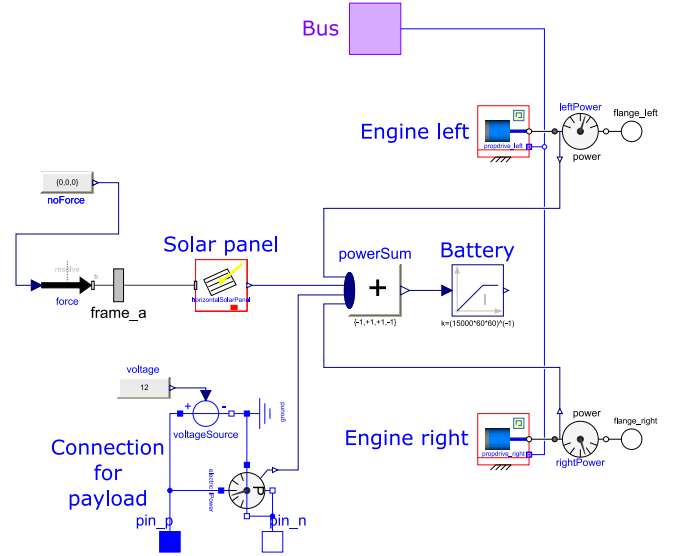 Bus
leftPower
flange_left
Engine left
propdrive_left
power
{0,0,0}
noForce
resolve
b
force
frame_a
Solar panel
horizontalSolarPanel
powerSum
+
{-1,+1,+1,-1}
Battery
I
k=(15000*60*60)^(-1)
voltage
12
+
-
voltageSource
ground
Connection
for
payload
electricalPower
P
pin_p
pin_n
Engine right
propdrive_right
power
flange_right
rightPower